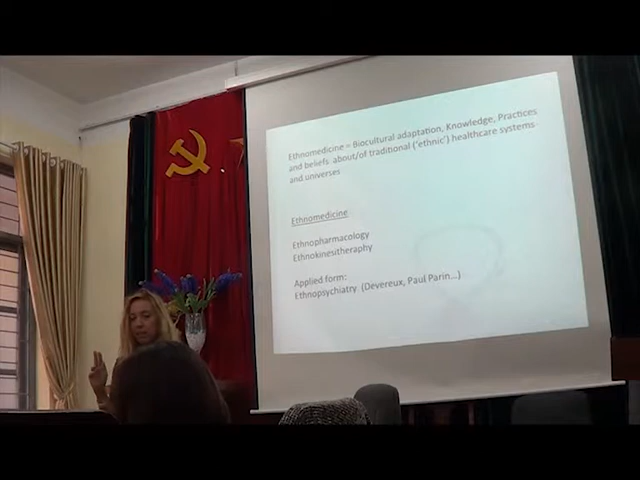 Ethnomedicine = Biocultural adaptation, Knowledge, Practices
and beliefs about/of traditional ('ethnic') healthcare systems
and universes
Ethnomedicine
Ethnopharmacology
Ethnokinesitheraphy
Applied form:
Ethnopsychiatry (Devereux, Paul Parin...)